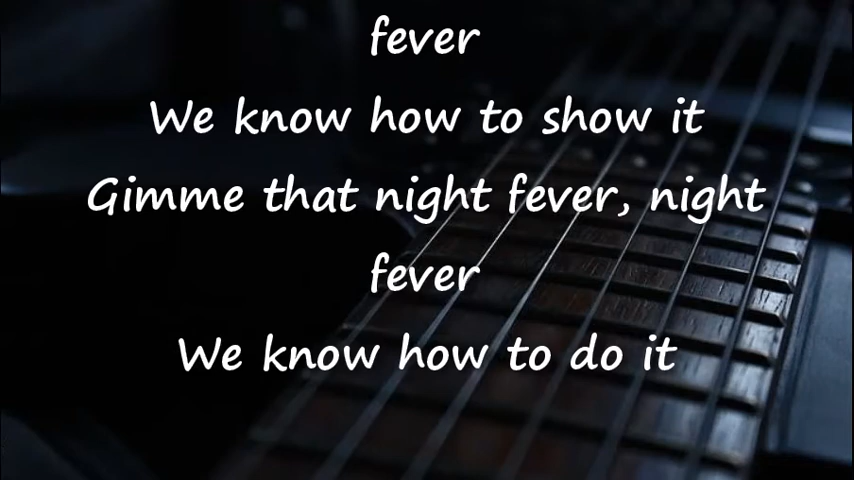 fever
We know how to show it
Gimme that night fever, night
fever
We know how to do it